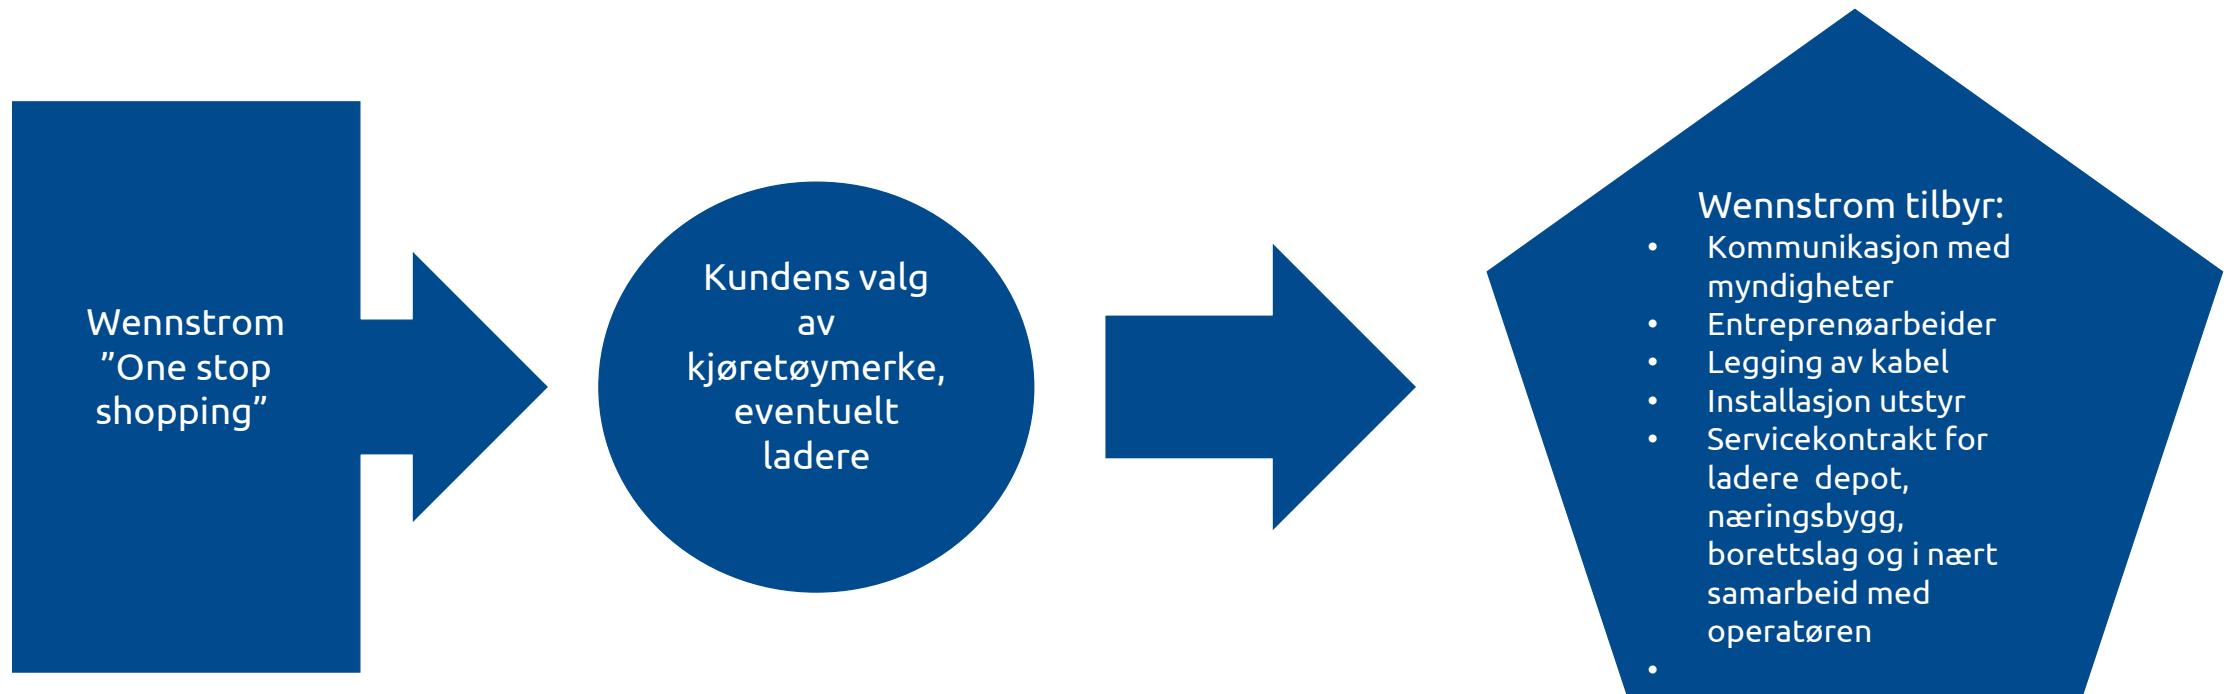 Wennstrom
”One stop
shopping”
Kundens valg
av
kjøretøymerke,
eventuelt
ladere
Wennstrom tilbyr:
• Kommunikasjon med
myndigheter
• Entreprenøarbeider
• Legging av kabel
• Installasjon utstyr
• Servicekontrakt for
ladere depot,
næringsbygg,
borettslag og i nært
samarbeid med
operatøren
•